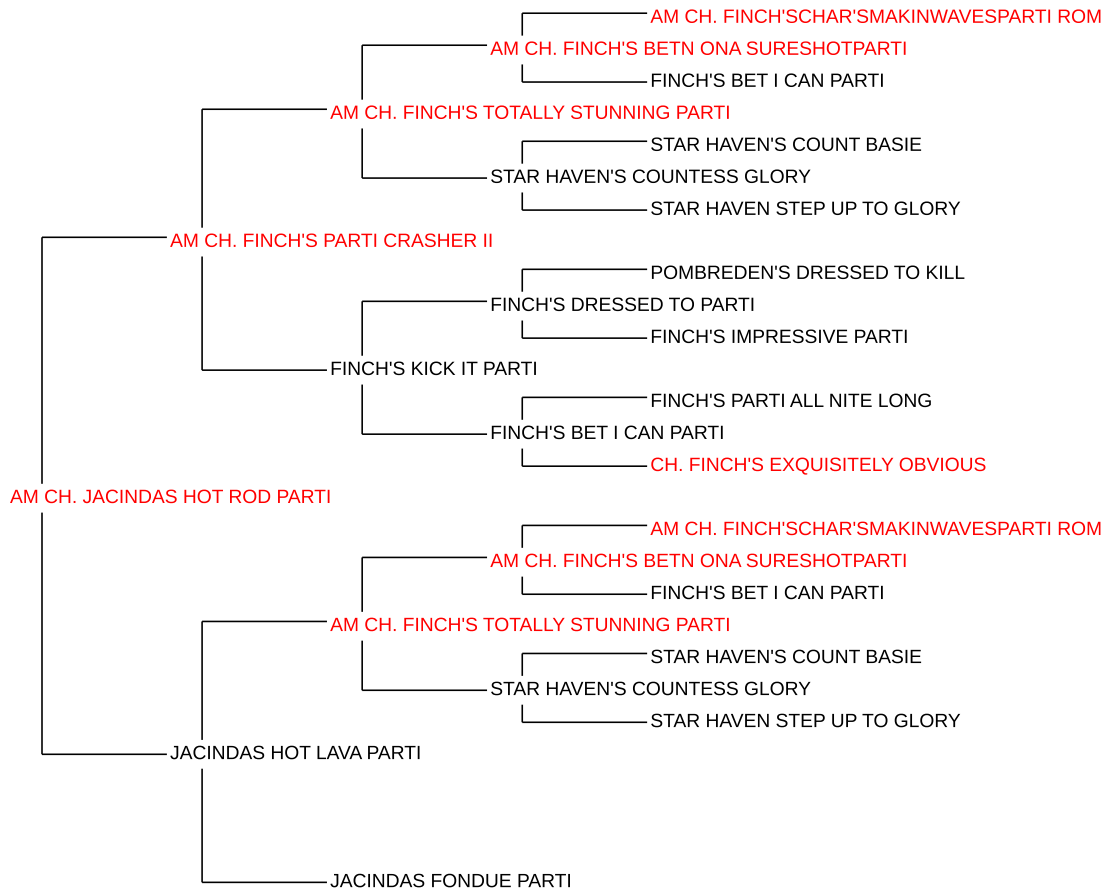 AM CH. FINCH'SCHAR'SMAKINWAVESPARTI ROM
AM CH. FINCH'S BETN ONA SURESHOTPARTI
FINCH'S BET I CAN PARTI
AM CH. FINCH'S TOTALLY STUNNING PARTI
STAR HAVEN'S COUNT BASIE
STAR HAVEN'S COUNTESS GLORY
STAR HAVEN STEP UP TO GLORY
AM CH. FINCH'S PARTI CRASHER II
POMBREDEN'S DRESSED TO KILL
FINCH'S DRESSED TO PARTI
FINCH'S IMPRESSIVE PARTI
FINCH'S KICK IT PARTI
FINCH'S PARTI ALL NITE LONG
FINCH'S BET I CAN PARTI
CH. FINCH'S EXQUISITELY OBVIOUS
AM CH. JACINDAS HOT ROD PARTI
AM CH. FINCH'SCHAR'SMAKINWAVESPARTI ROM
AM CH. FINCH'S BETN ONA SURESHOTPARTI
FINCH'S BET I CAN PARTI
AM CH. FINCH'S TOTALLY STUNNING PARTI
STAR HAVEN'S COUNT BASIE
STAR HAVEN'S COUNTESS GLORY
STAR HAVEN STEP UP TO GLORY
JACINDAS HOT LAVA PARTI
JACINDAS FONDUE PARTI